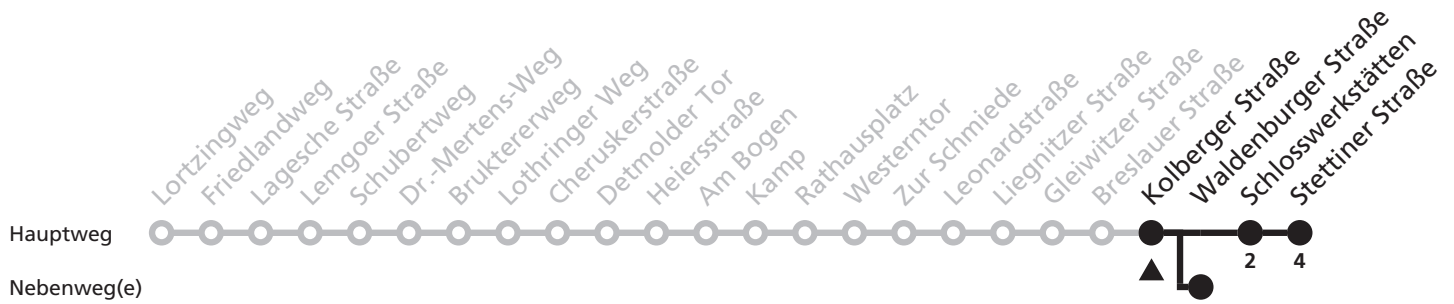 Lortzingweg
Friedlandweg
Lagesche Straße
Lemgoer Straße
Schubertweg
Dr.-Mertens-Weg
Bruktererweg
Lothringer Weg
Cheruskerstraße
Detmolder Tor
Heiersstraße
Am Bogen
Kamp
Rathausplatz
Westerntor
Zur Schmiede
Leonardstraße
Liegnitzer Straße
Gleiwitzer Straße
Breslauer Straße
Kolberger Straße
Waldenburger Straße
Schlosswerkstätten
Stettiner Straße
Hauptweg
2 4
Nebenweg(e)